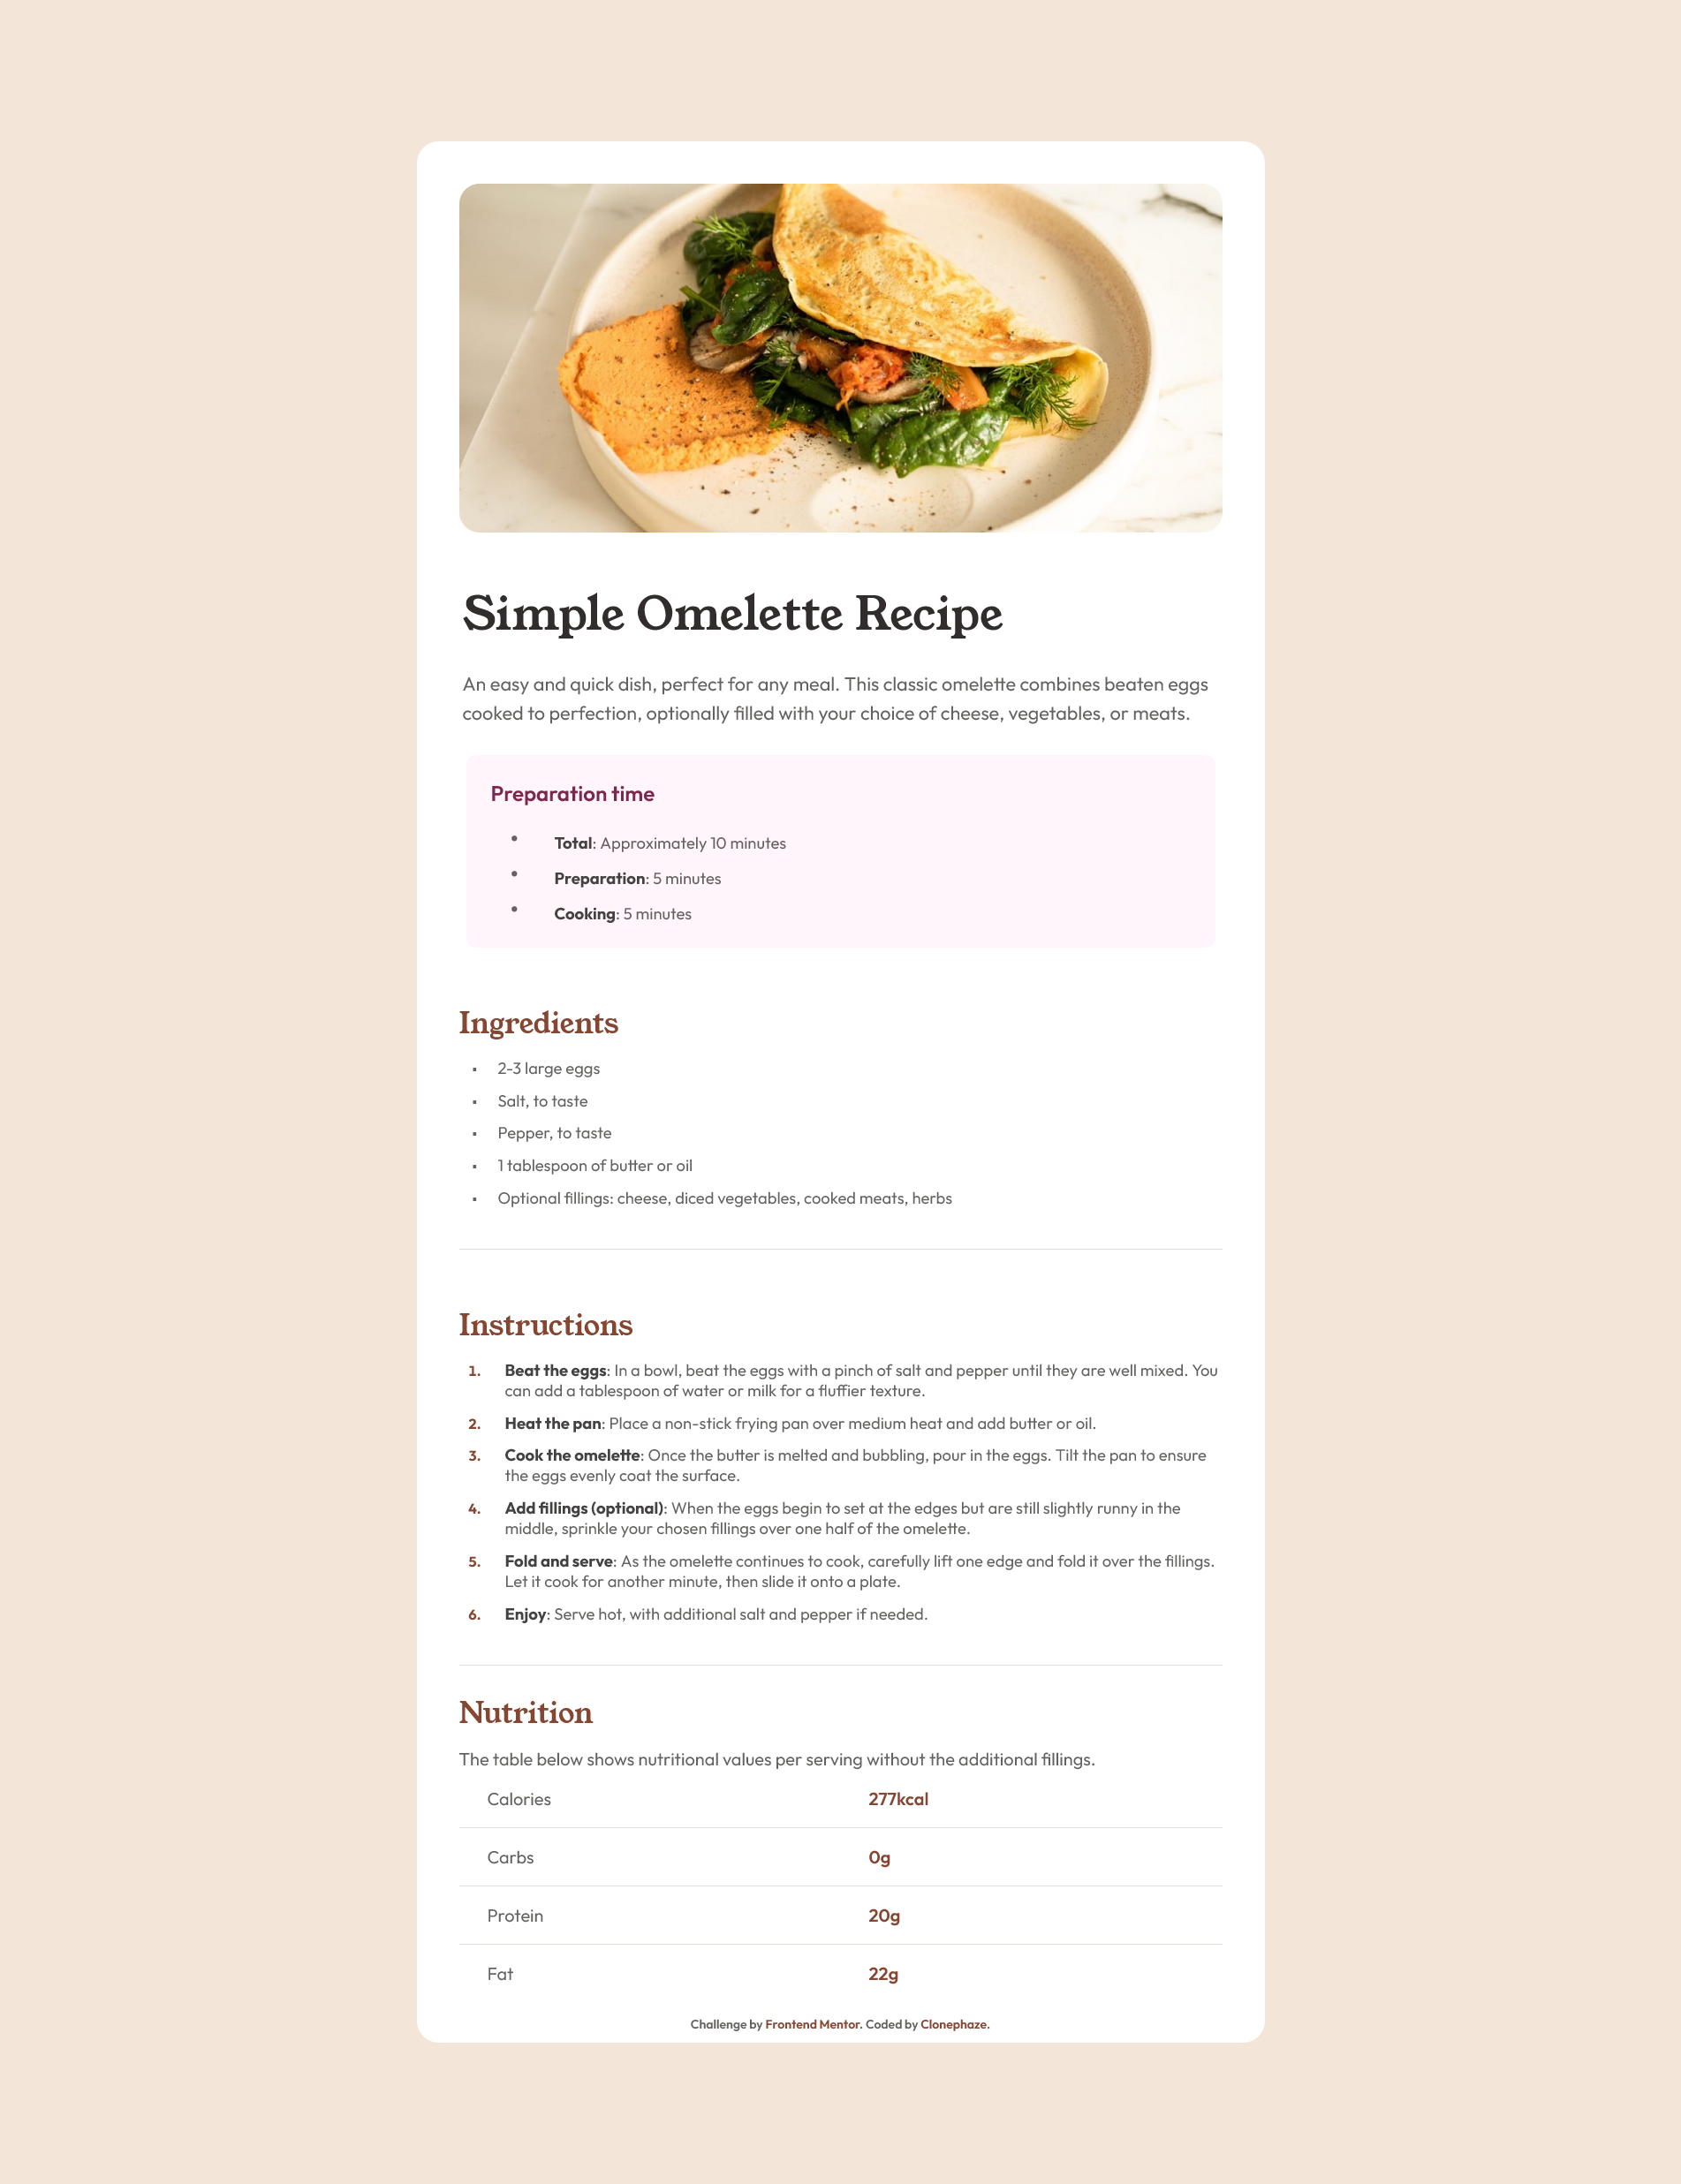 Simple Omelette Recipe
An easy and quick dish, perfect for any meal. This classic omelette combines beaten eggs
cooked to perfection, optionally filled with your choice of cheese, vegetables, or meats.
Preparation time
• Total: Approximately 10 minutes
• Preparation: 5 minutes
• Cooking: 5 minutes
Ingredients
▪ 2-3 large eggs
▪ Salt, to taste
▪ Pepper, to taste
▪ 1 tablespoon of butter or oil
▪ Optional fillings: cheese, diced vegetables, cooked meats, herbs
Instructions
1. Beat the eggs: In a bowl, beat the eggs with a pinch of salt and pepper until they are well mixed. You
can add a tablespoon of water or milk for a fluffier texture.
2. Heat the pan: Place a non-stick frying pan over medium heat and add butter or oil.
3. Cook the omelette: Once the butter is melted and bubbling, pour in the eggs. Tilt the pan to ensure
the eggs evenly coat the surface.
4. Add fillings (optional): When the eggs begin to set at the edges but are still slightly runny in the
middle, sprinkle your chosen fillings over one half of the omelette.
5. Fold and serve: As the omelette continues to cook, carefully lift one edge and fold it over the fillings.
Let it cook for another minute, then slide it onto a plate.
6. Enjoy: Serve hot, with additional salt and pepper if needed.
Nutrition
The table below shows nutritional values per serving without the additional fillings.
Calories 277kcal
Carbs 0g
Protein 20g
Fat 22g
Challenge by Frontend Mentor. Coded by Clonephaze.